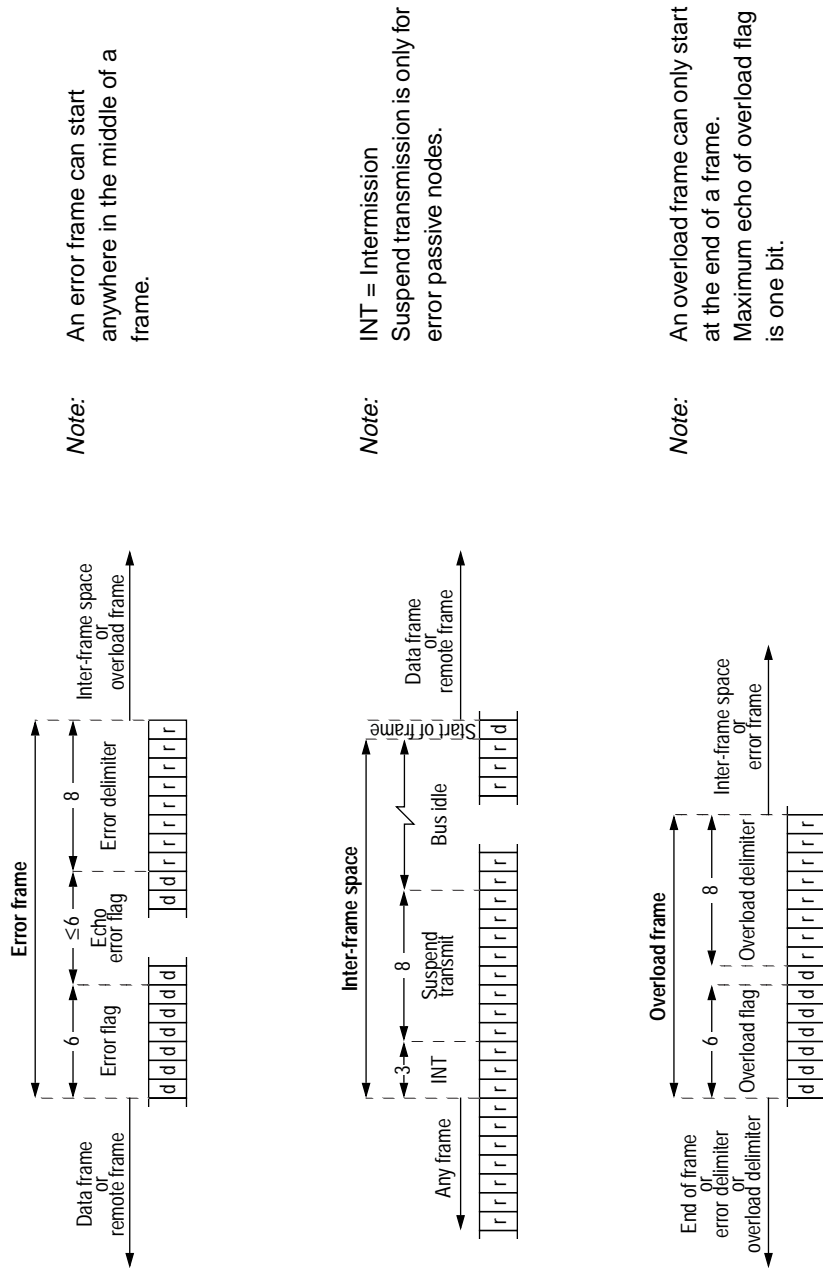 Error frame
Data frame
or
remote frame
6
≤6
8
Inter-frame space
or
overload frame
Error flag
Echo
error flag
Error delimiter
d d d d d d d
d d r r r r r r r r
Note: An error frame can start
anywhere in the middle of a
frame.
Inter-frame space
Any frame
3
8
INT
Suspend
transmit
Bus idle
Start of frame
Data frame
or
remote frame
r r r r r r r r r r r r r r r r r r r r
r r r d
Note: INT = Intermission
Suspend transmission is only for
error passive nodes.
Overload frame
End of frame
or
error delimiter
or
overload delimiter
6
8
Overload flag
Overload delimiter
Inter-frame space
or
error frame
d d d d d d d r r r r r r r r
Note: An overload frame can only start
at the end of a frame.
Maximum echo of overload flag
is one bit.